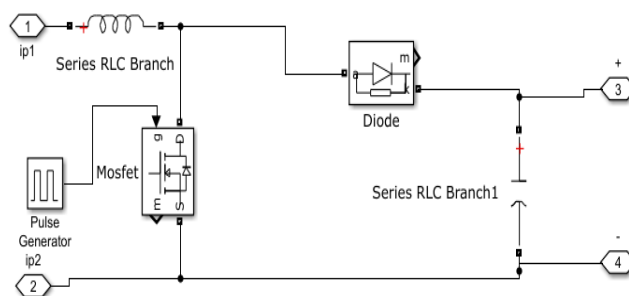 1
ip1
Series RLC Branch
m
a
k
Diode
+
3
g
D
Mosfet
m
S
Series RLC Branch1
Pulse
Generator
ip2
2
-
4